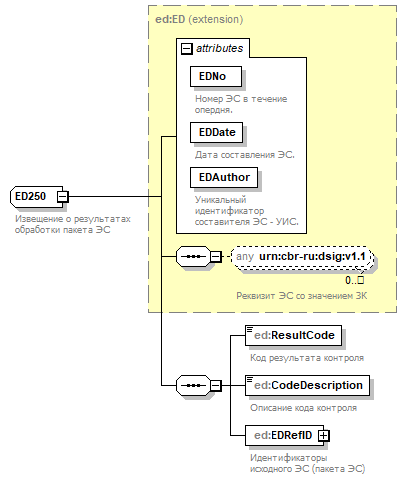 ed:ED (extension)
attributes
EDNo
Номер ЭС в течение
опердня.
EDDate
Дата составления ЭС.
EDAuthor
Уникальный
идентификатор
составителя ЭС - УИС.
ED250
Извещение о результатах
обработки пакета ЭС
any urn:cbr-ru:dsig:v1.1
0..□
Реквизит ЭС со значением ЗК
ed:ResultCode
Код результата контроля
ed:CodeDescription
Описание кода контроля
ed:EDRefID
Идентификаторы
исходного ЭС (пакета ЭС)